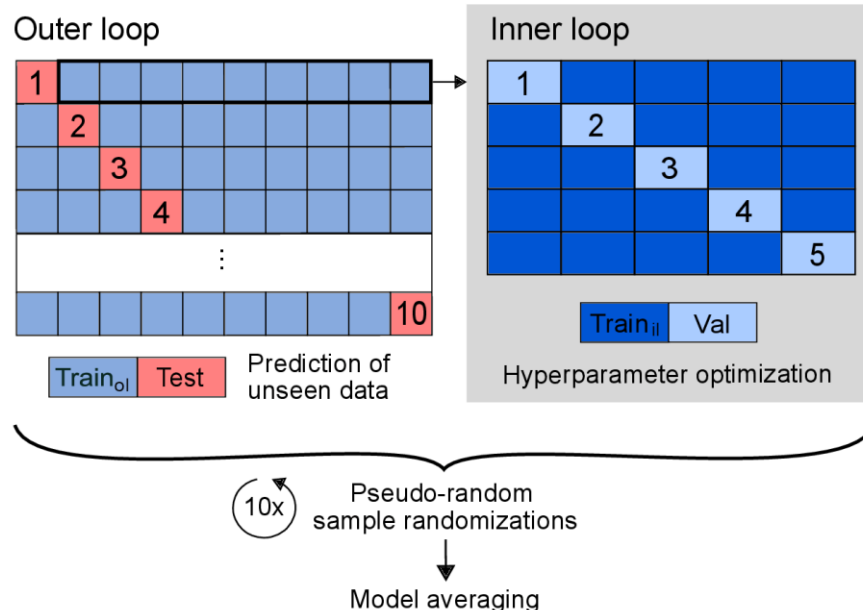 Outer loop
1
2
3
4
⋮
10
Train_ol Test
Prediction of
unseen data
Inner loop
1
2
3
4
5
Train_il Val
Hyperparameter optimization
10x
Pseudo-random
sample randomizations
Model averaging